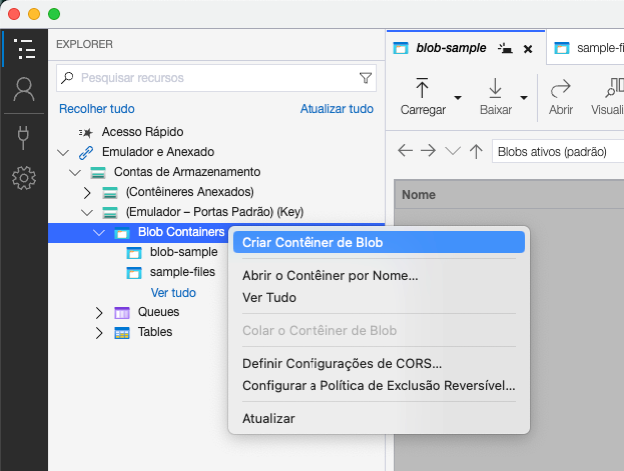 EXPLORER
Pesquisar recursos
Recolher tudo
Atualizar tudo
Acesso Rápido
Emulador e Anexado
Contas de Armazenamento
(Contêineres Anexados)
(Emulador – Portas Padrão) (Key)
Blob Containers
blob-sample
sample-files
Ver tudo
Queues
Tables
blob-sample
sample-fi
Carregar
Baixar
Abrir
Visuali
Blobs ativos (padrão)
Nome
Criar Contêiner de Blob
Abrir o Contêiner por Nome...
Ver Tudo
Colar o Contêiner de Blob
Definir Configurações de CORS...
Configurar a Política de Exclusão Reversível...
Atualizar